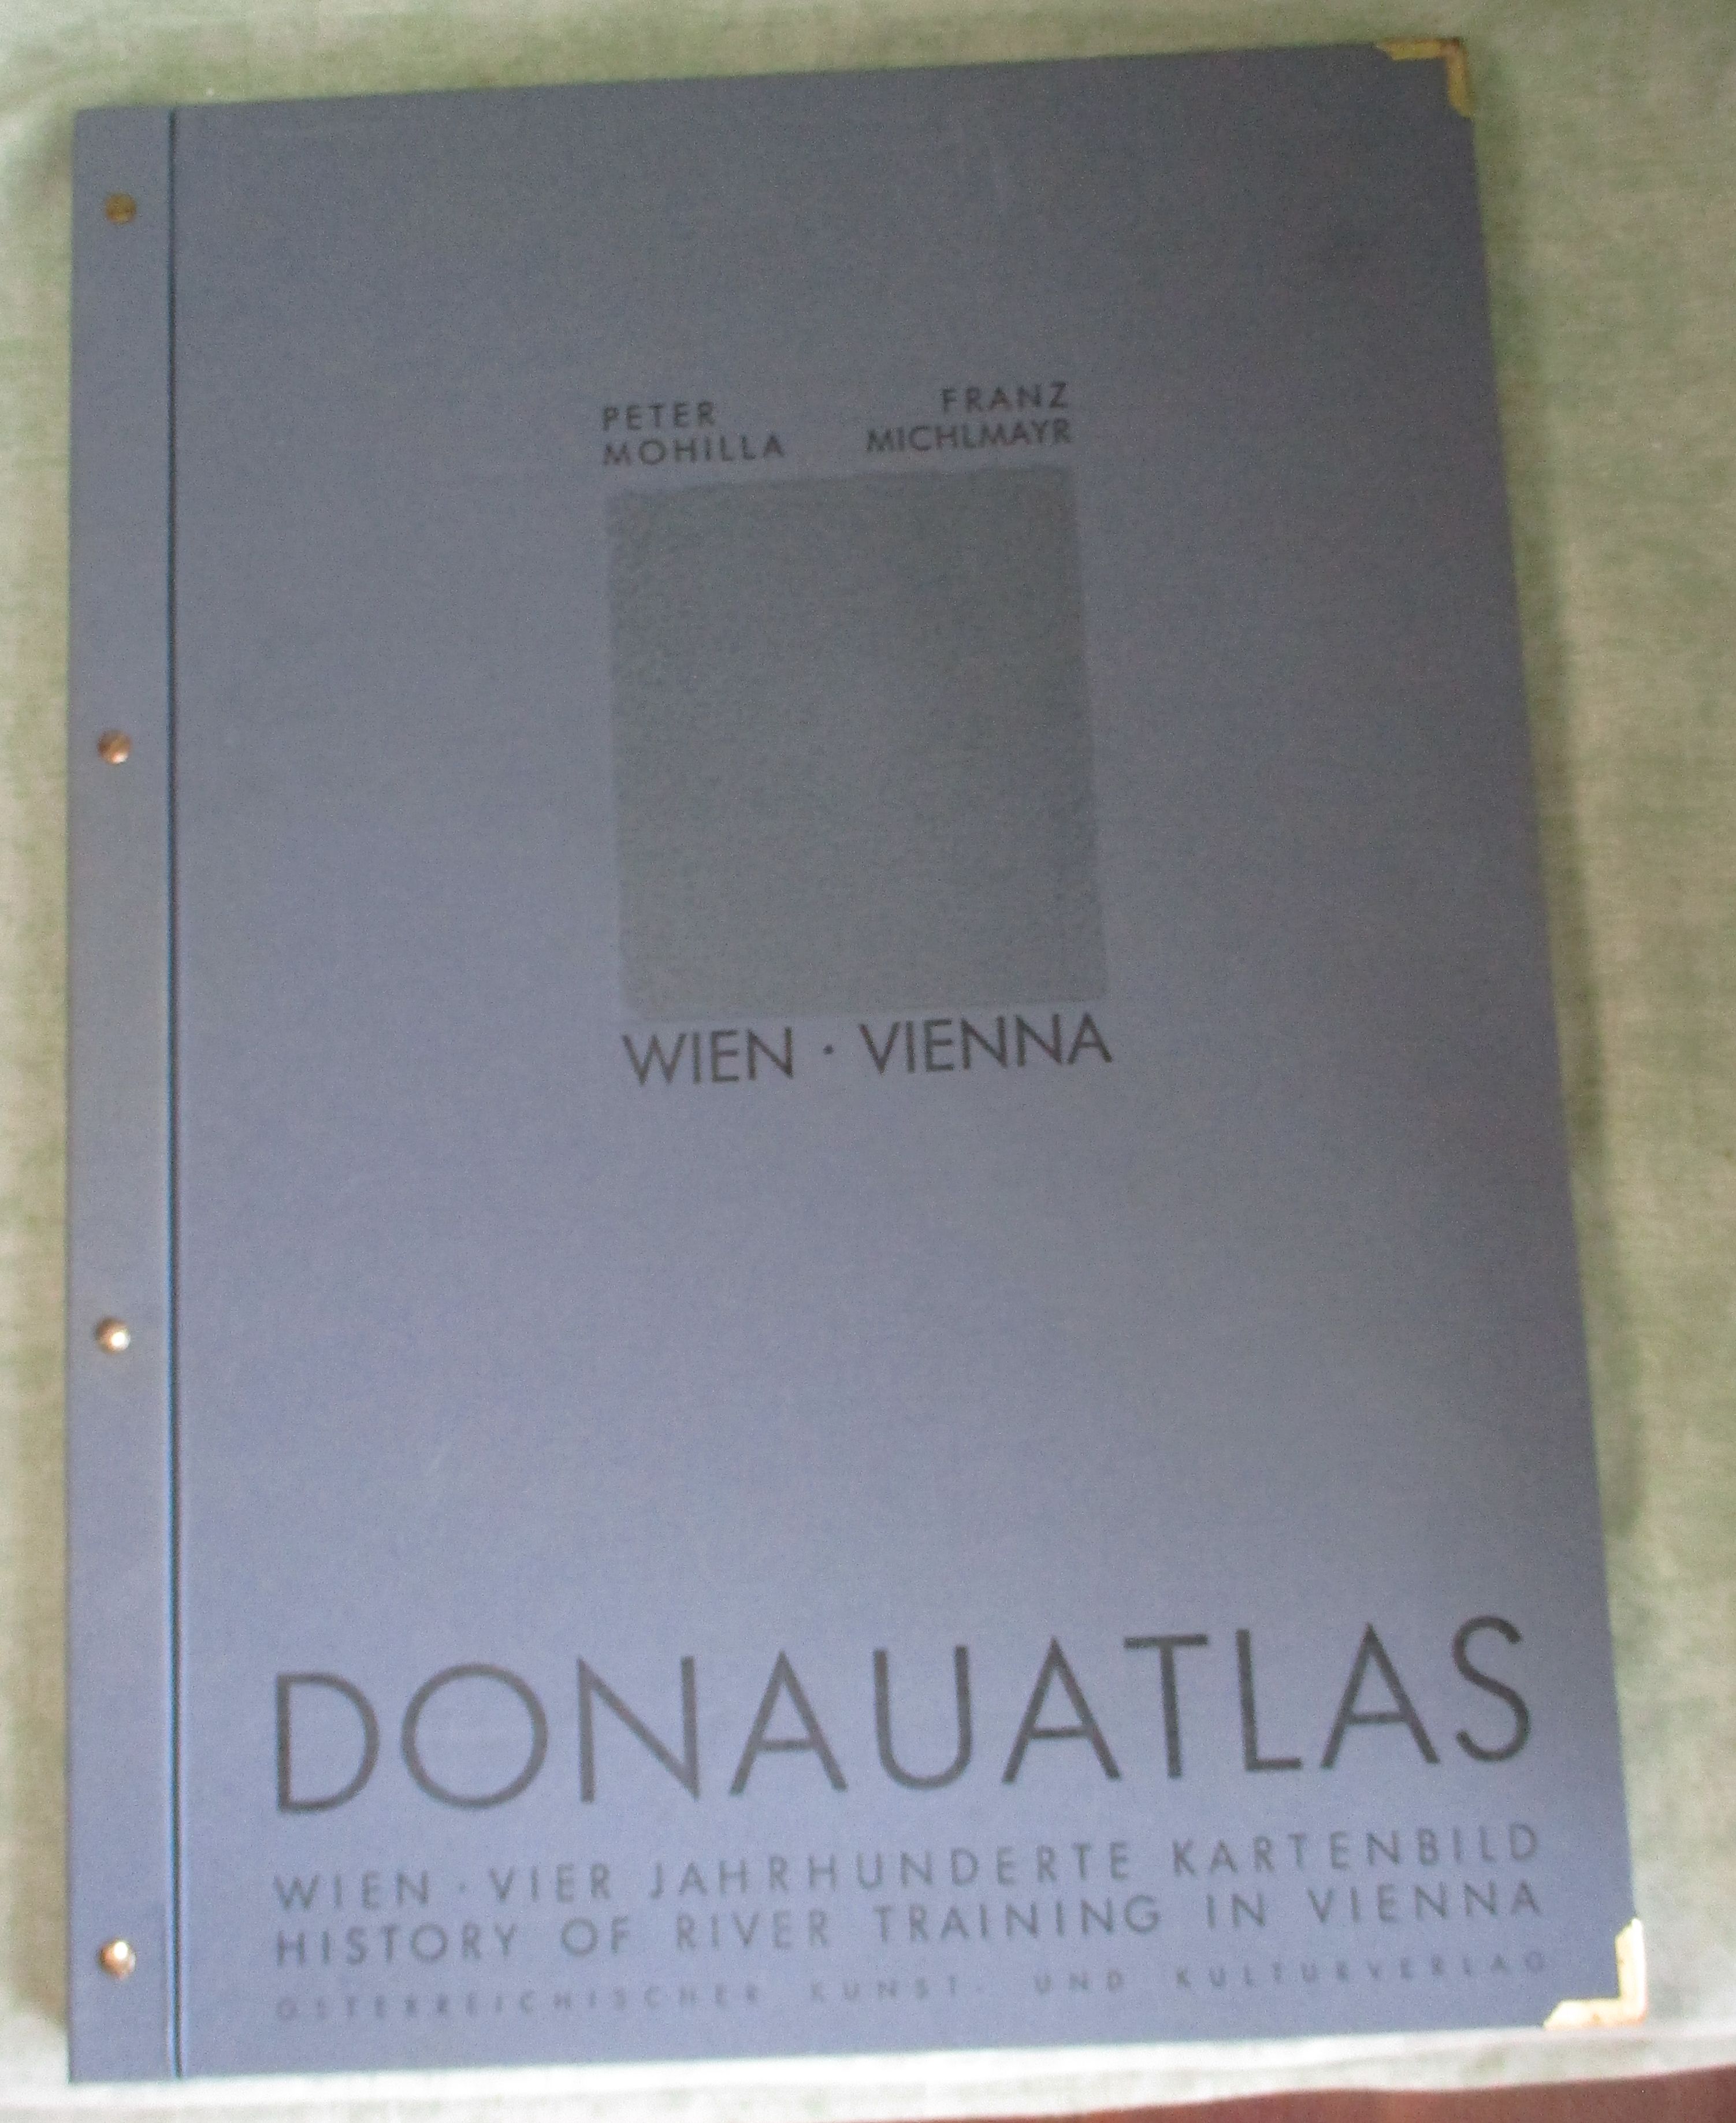 PETER
MOHILLA
FRANZ
MICHLMAYR
WIEN · VIENNA
DONAUATLAS
WIEN · VIER JAHRHUNDERTE KARTENBILD
HISTORY OF RIVER TRAINING IN VIENNA
ÖSTERREICHISCHER KUNST- UND KULTURVERLAG